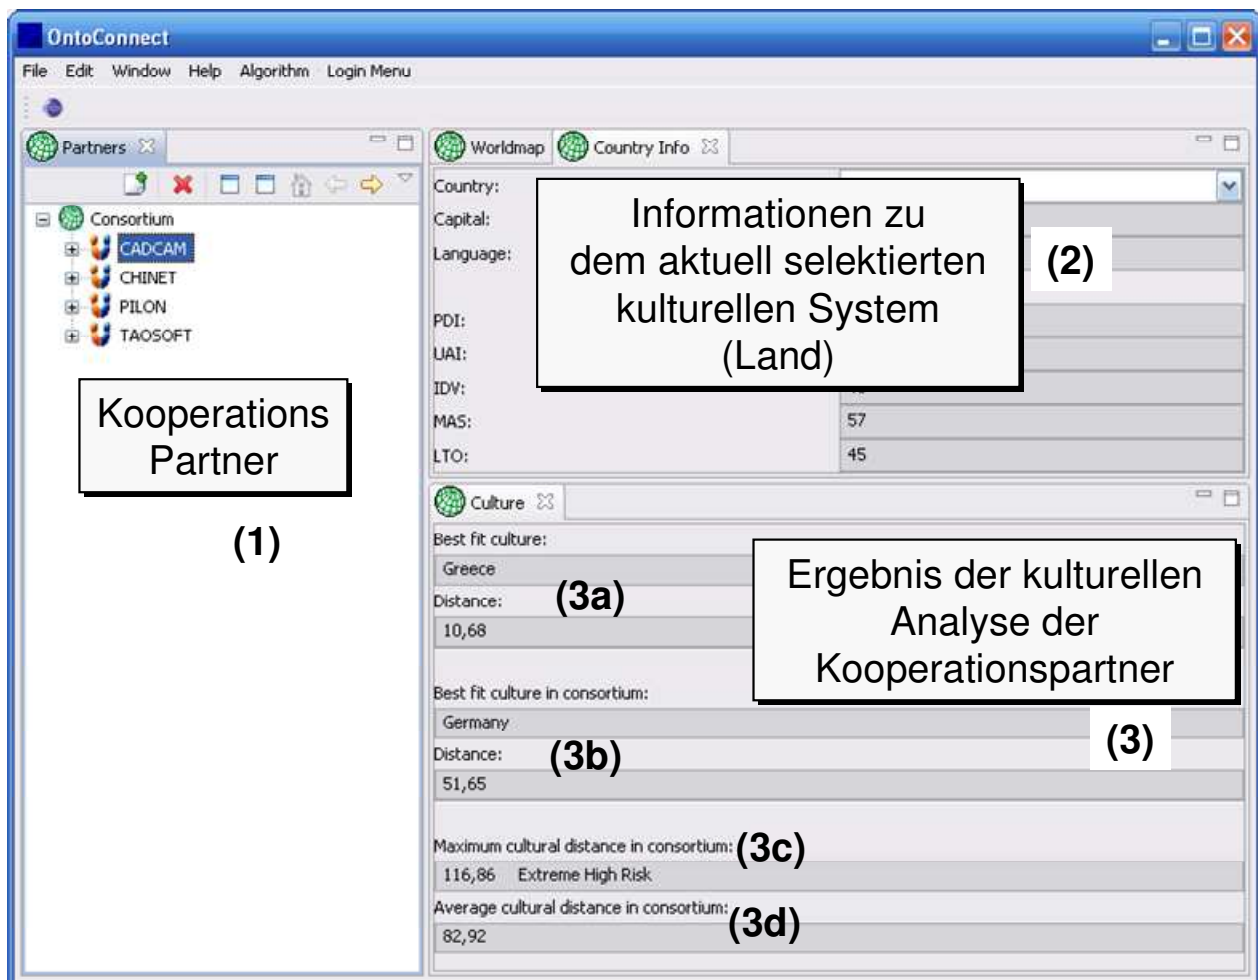 OntoConnect
File Edit Window Help Algorithm Login Menu
Partners
Consortium
CADCAM
CHINET
PILON
TAOSOFT
Kooperations
Partner
(1)
Worldmap Country Info
Country:
Capital:
Language:
PDI:
UAI:
IDV:
MAS: 57
LTO: 45
Informationen zu
dem aktuell selektierten
kulturellen System
(Land)
(2)
Culture
Best fit culture:
Greece
Distance: (3a)
10,68
Best fit culture in consortium:
Germany
Distance: (3b)
51,65
Maximum cultural distance in consortium: (3c)
116,86 Extreme High Risk
Average cultural distance in consortium: (3d)
82,92
Ergebnis der kulturellen
Analyse der
Kooperationspartner
(3)